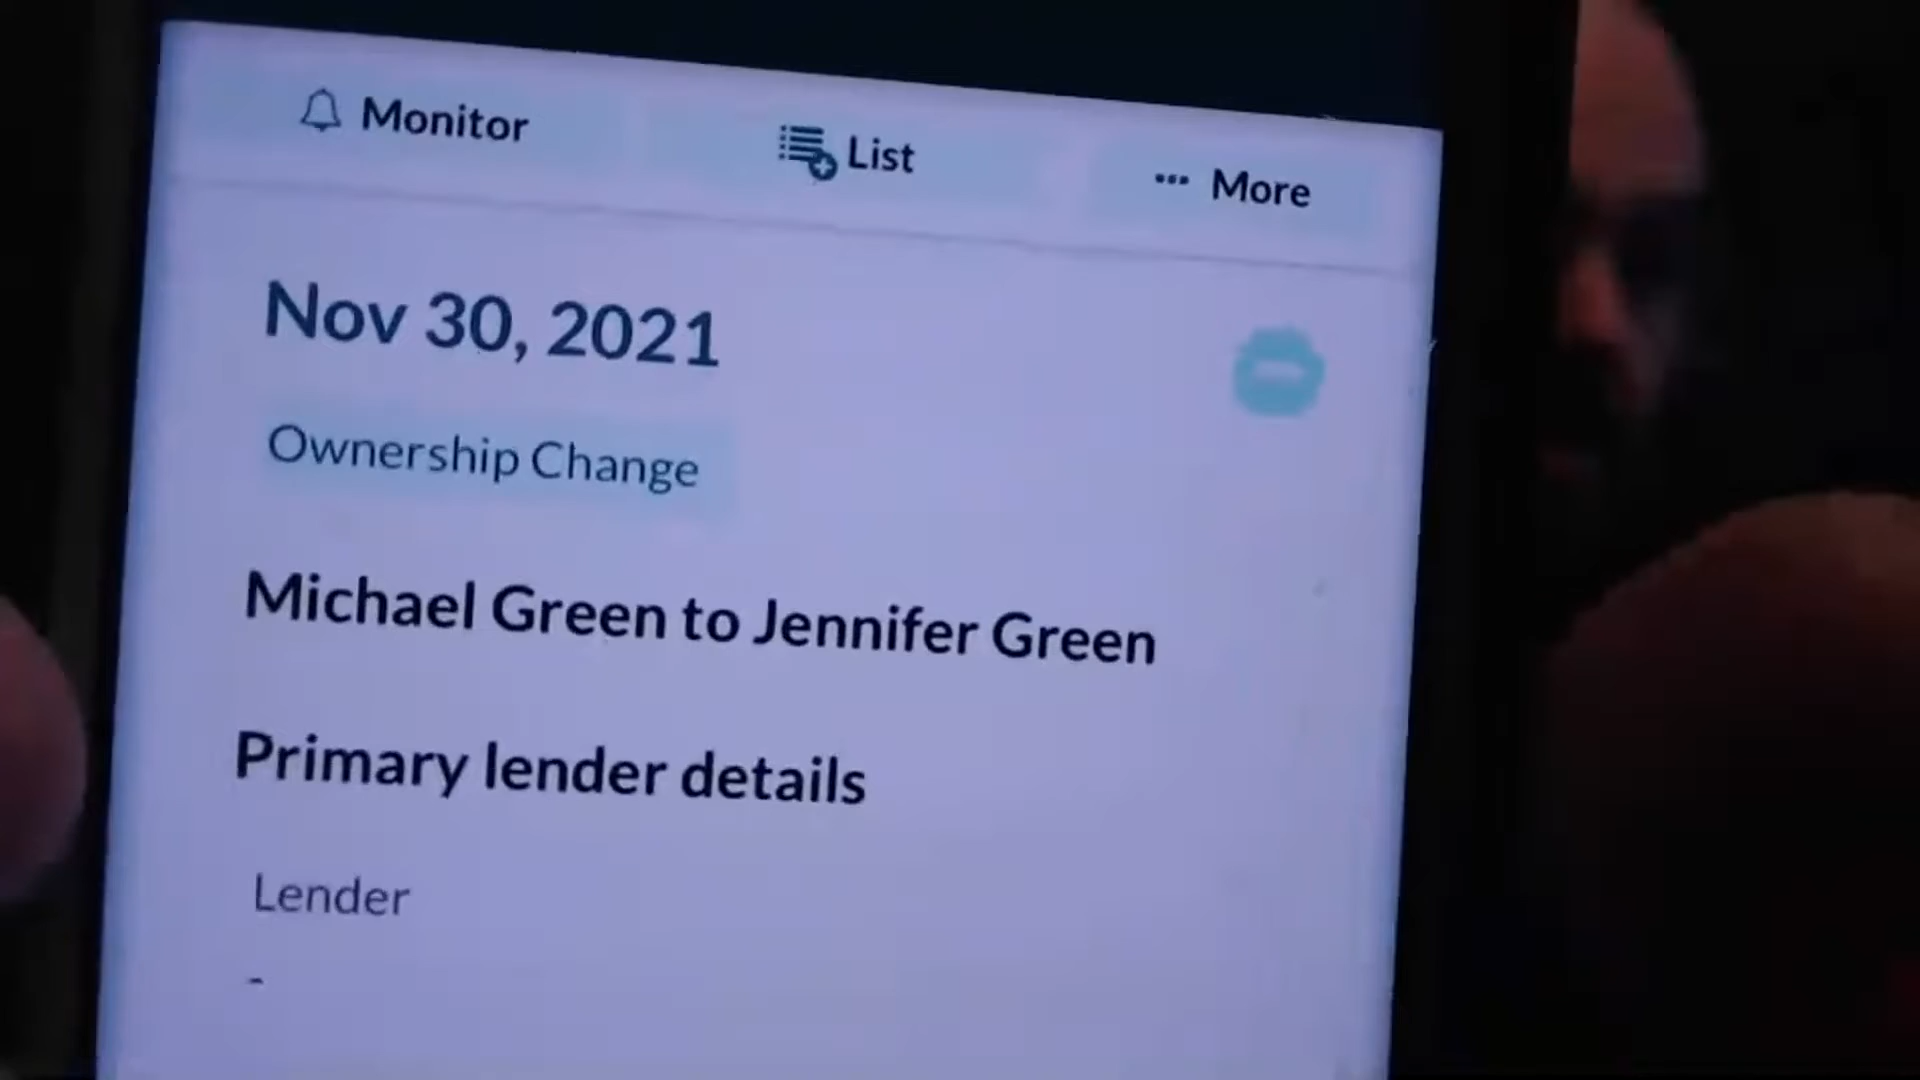 Monitor
List
... More
Nov 30, 2021
Ownership Change
Michael Green to Jennifer Green
Primary lender details
Lender
-